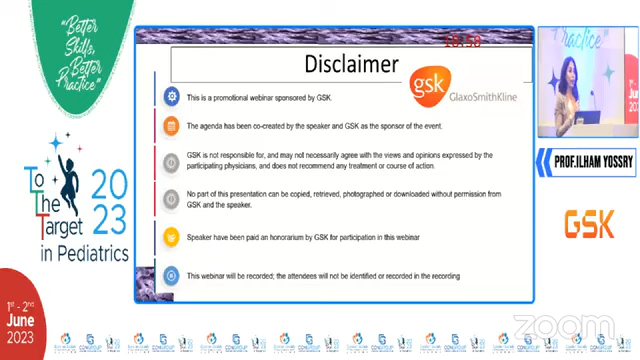 "Better
Skills,
Better
Practice"
To
The
Target
2023
in Pediatrics
1st - 2nd
June
2023
18:58
Disclaimer
gsk
GlaxoSmithKline
This is a promotional webinar sponsored by GSK.
The agenda has been co-created by the speaker and GSK as the sponsor of the event.
GSK is not responsible for, and may not necessarily agree with the views and opinions expressed by the
participating physicians, and does not recommend any treatment or course of action.
No part of this presentation can be copied, retrieved, photographed or downloaded without permission from
GSK and the speaker.
Speaker have been paid an honorarium by GSK for participation in this webinar
This webinar will be recorded; the attendees will not be identified or recorded in the recording
Practice"
June
PROF.ILHAM YOSSRY
GSK
zoom